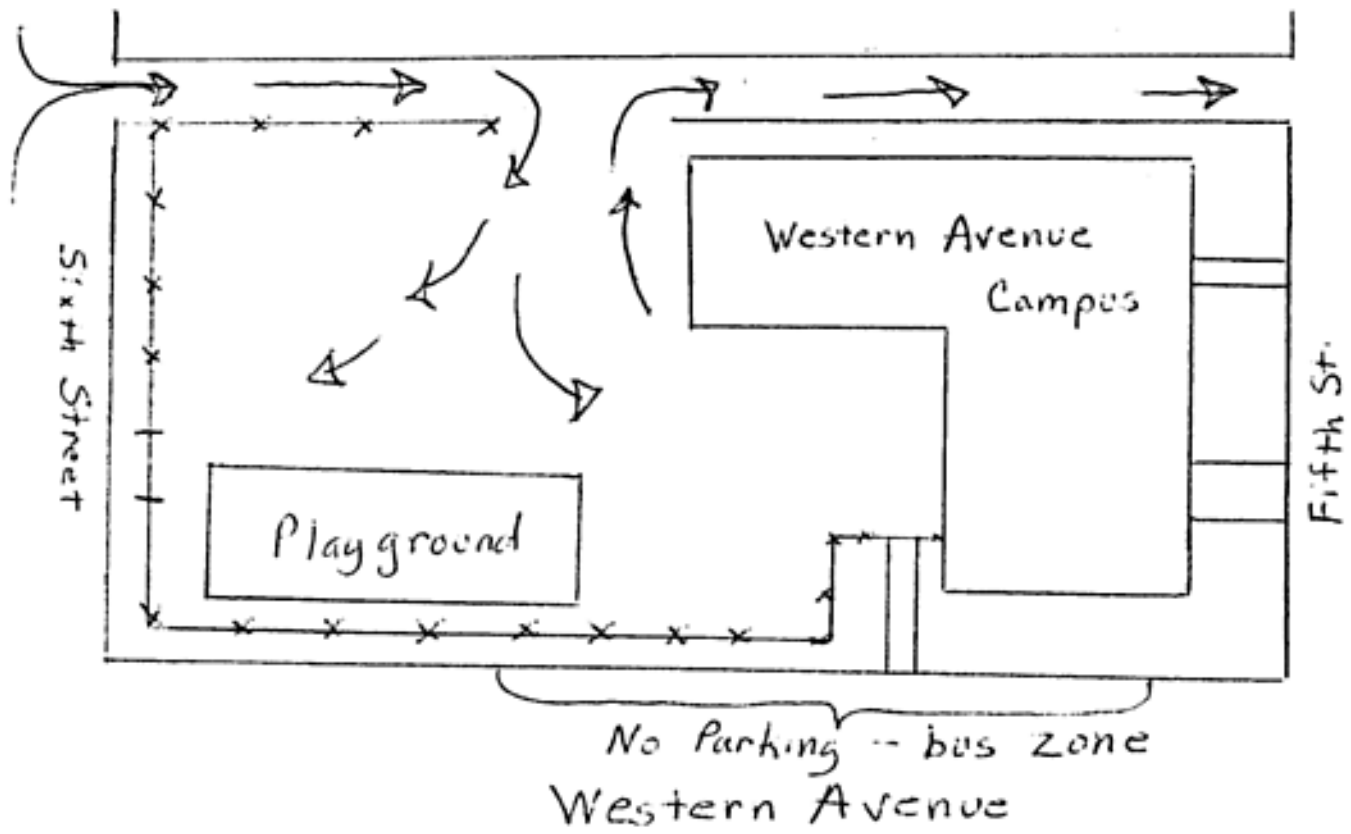 Western Avenue
Campus
Sixth Street
Fifth St.
Playground
No Parking -- bus zone
Western Avenue